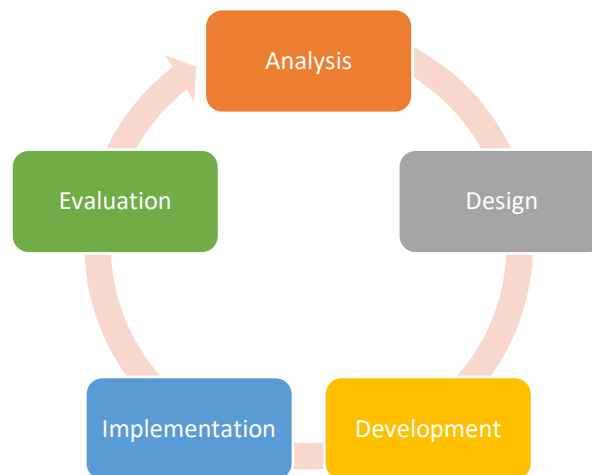 Analysis
Design
Development
Implementation
Evaluation